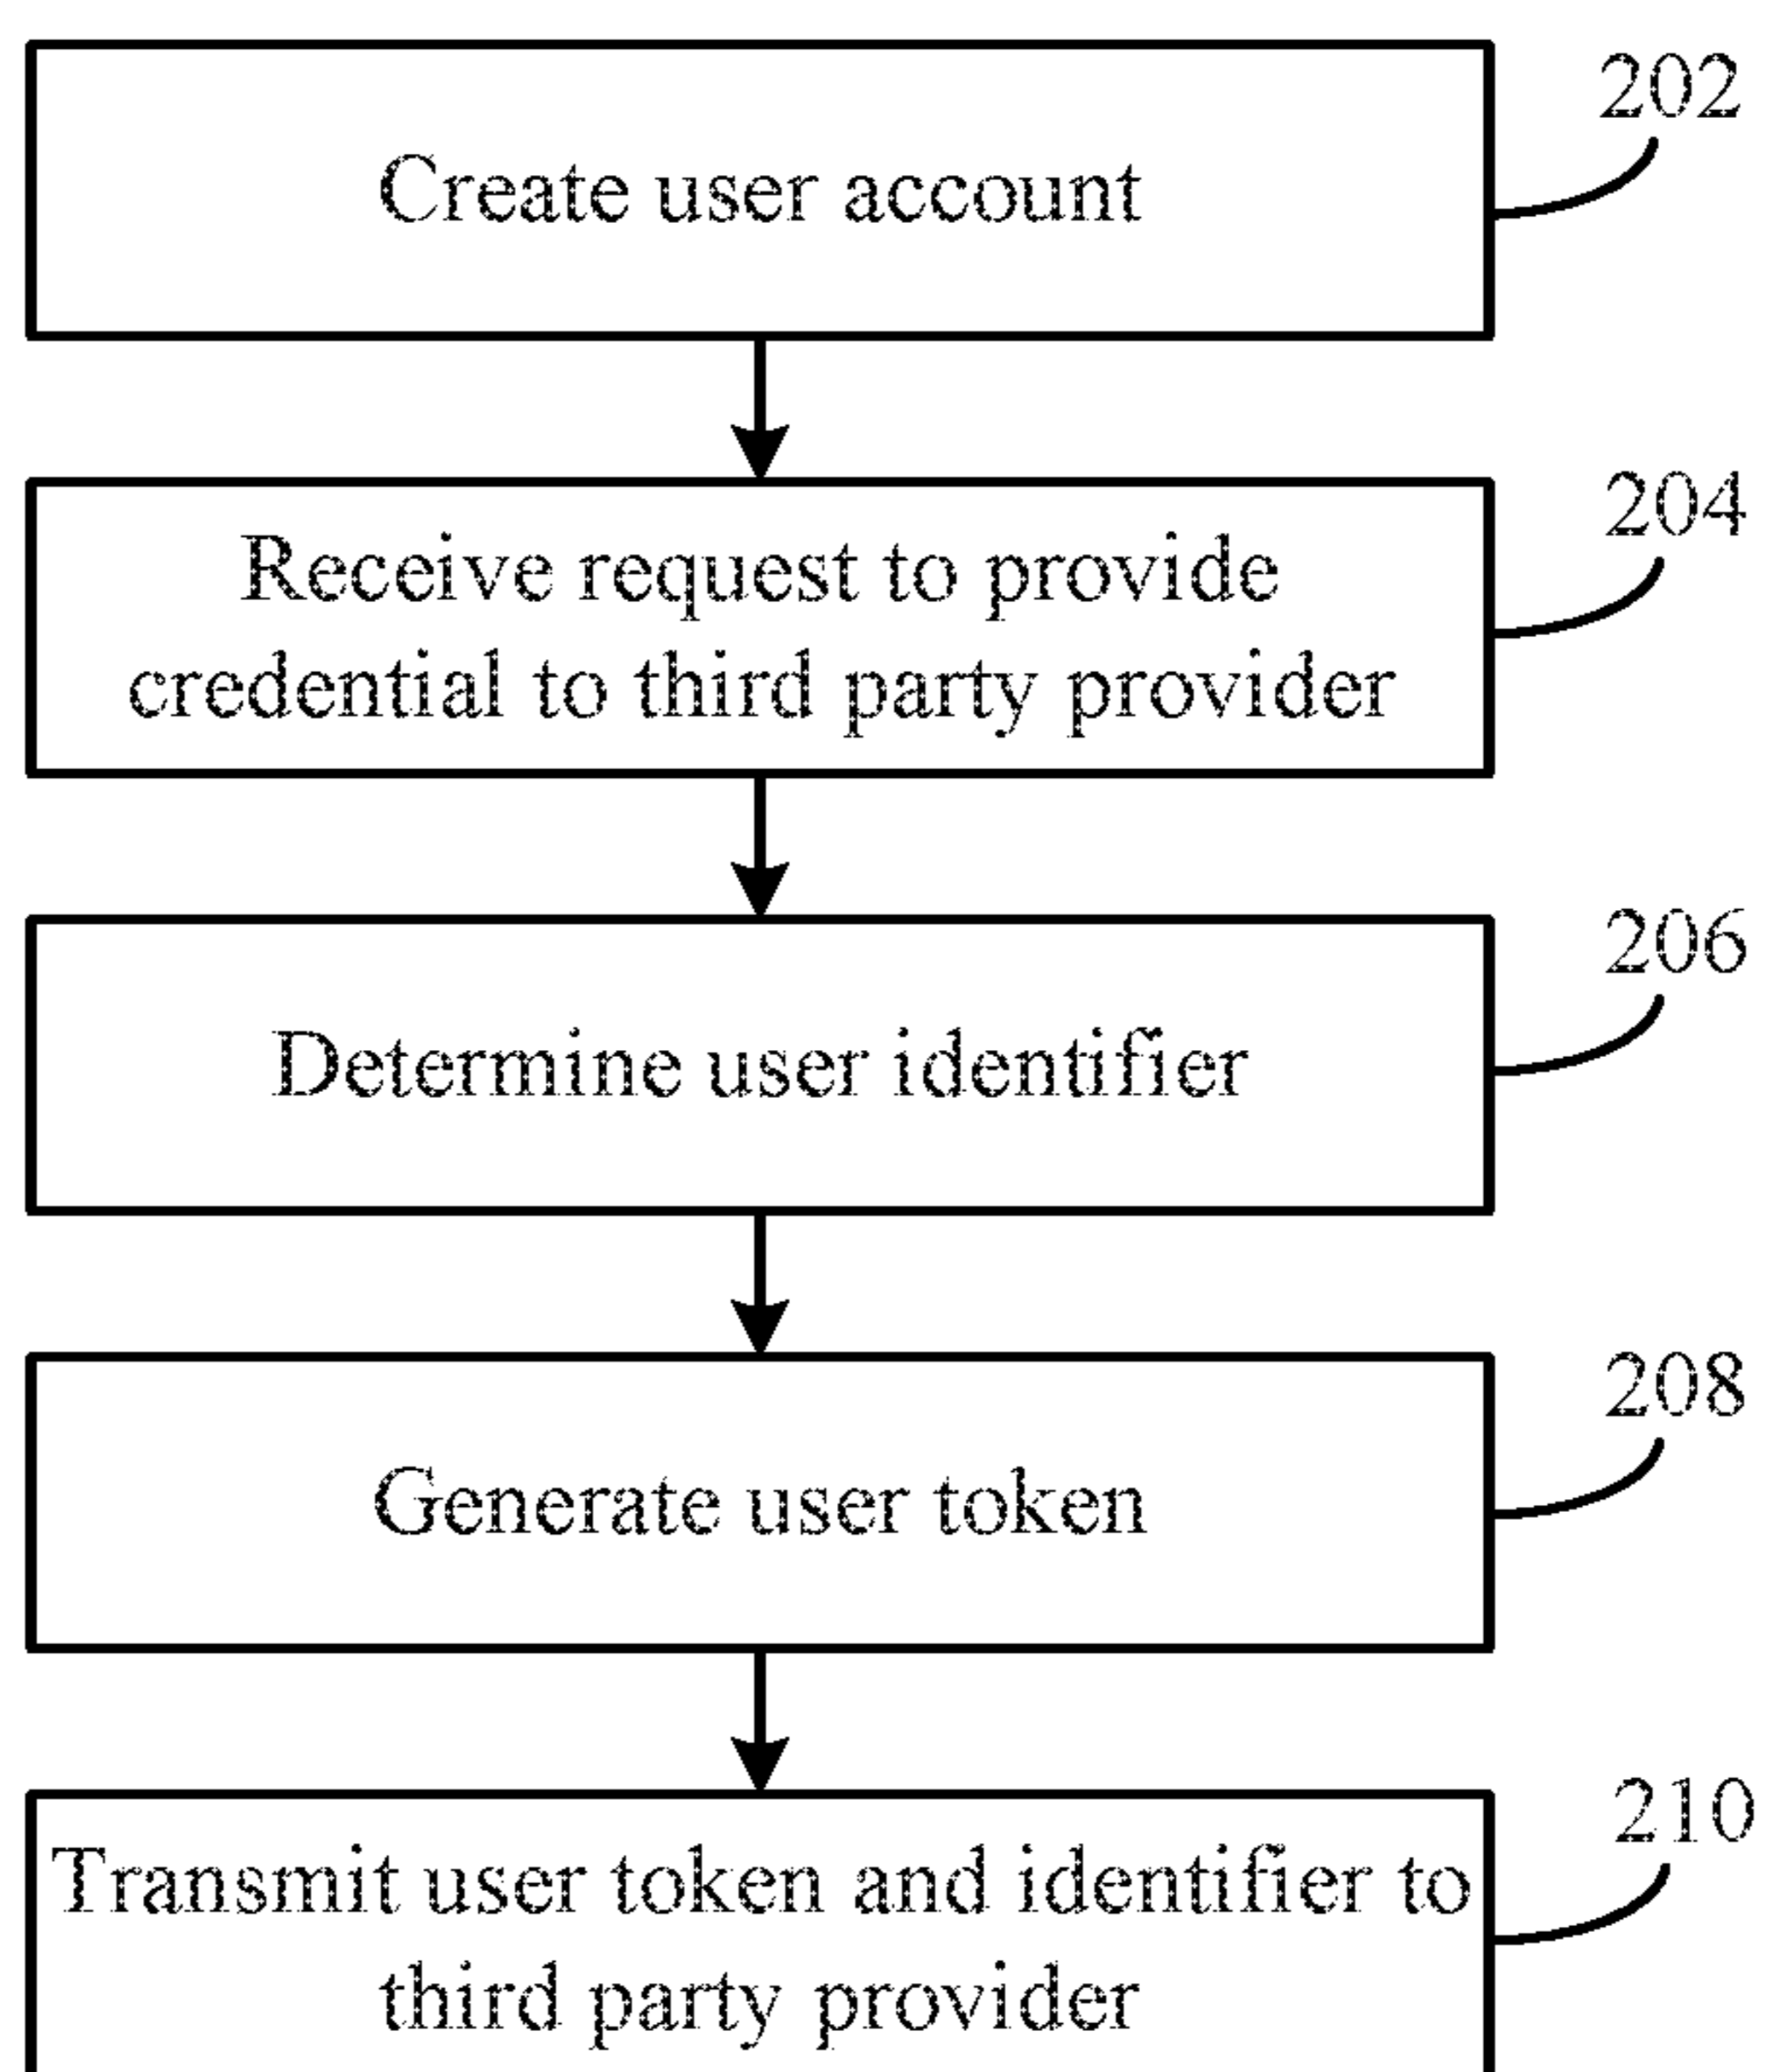 202
Create user account
204
Receive request to provide
credential to third party provider
206
Determine user identifier
208
Generate user token
210
Transmit user token and identifier to
third party provider